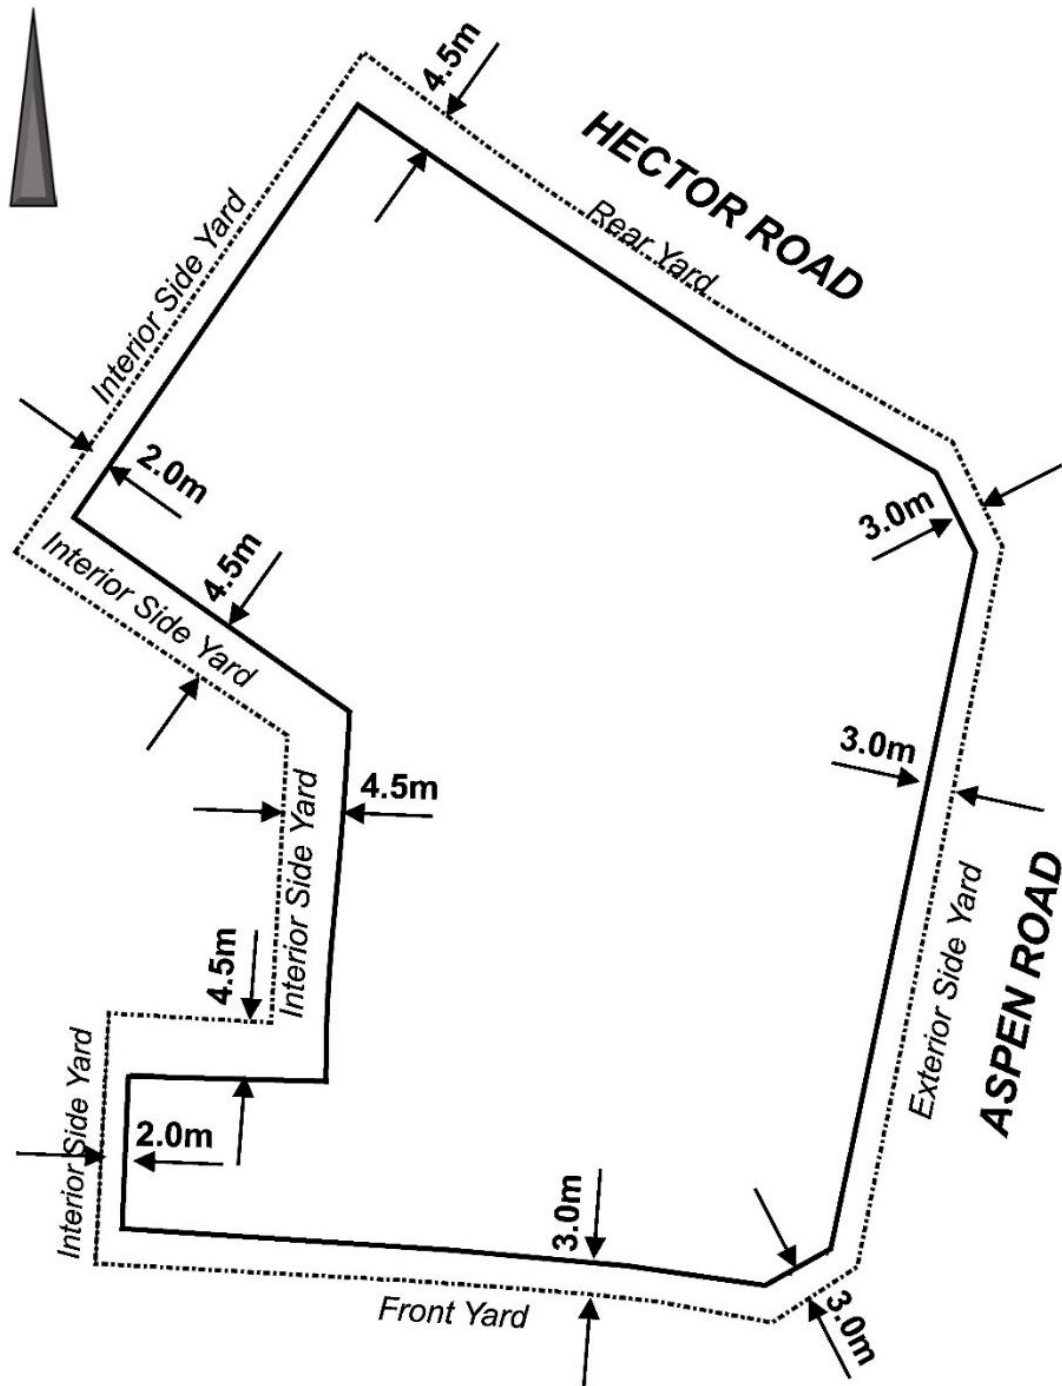 4.5m
HECTOR ROAD
Rear Yard
Interior Side Yard
2.0m
3.0m
4.5m
Interior Side Yard
3.0m
4.5m
Interior Side Yard
Exterior Side Yard
ASPEN ROAD
4.5m
Interior Side Yard
2.0m
3.0m
3.0m
Front Yard